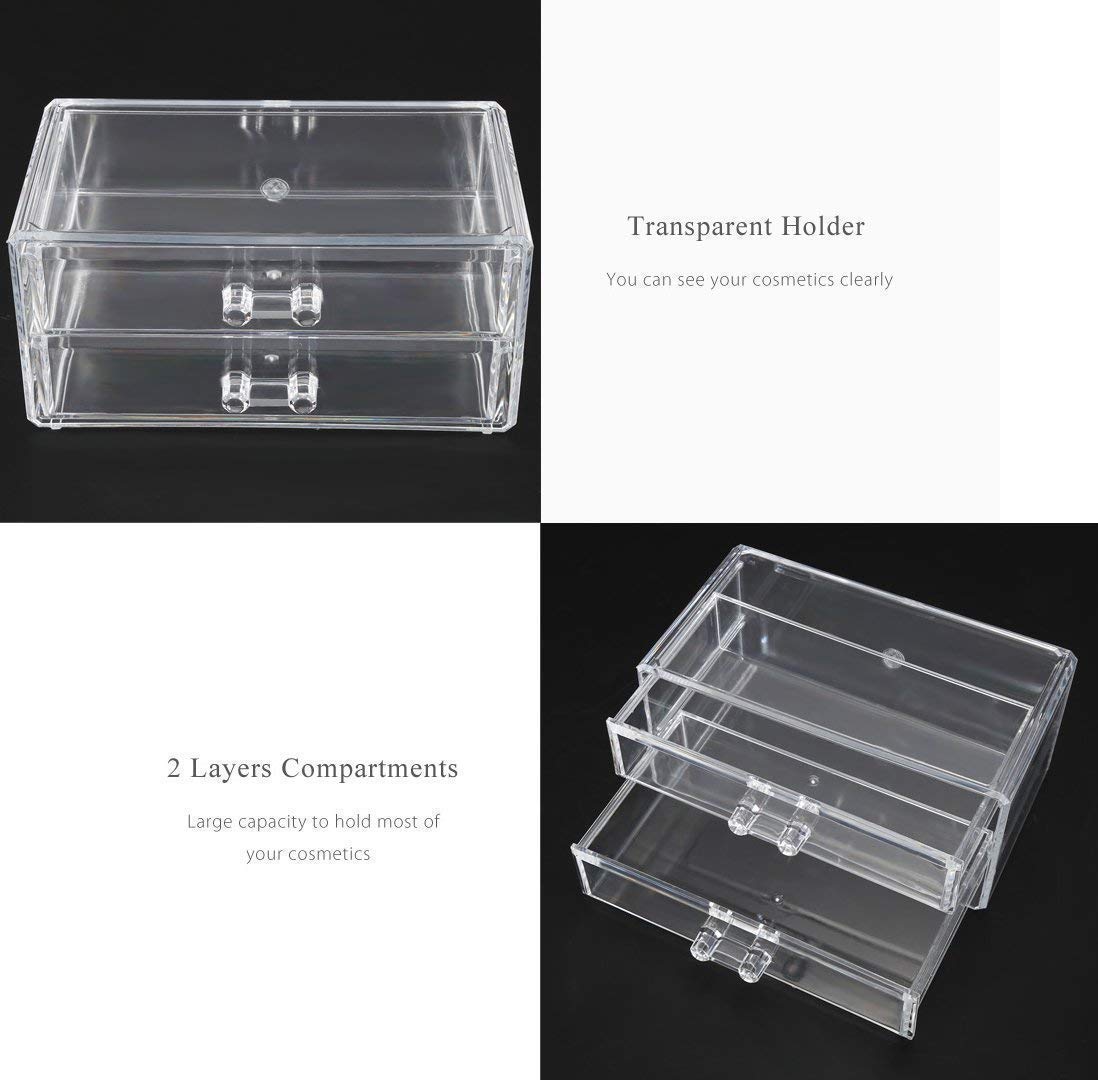 Transparent Holder
You can see your cosmetics clearly
2 Layers Compartments
Large capacity to hold most of
your cosmetics